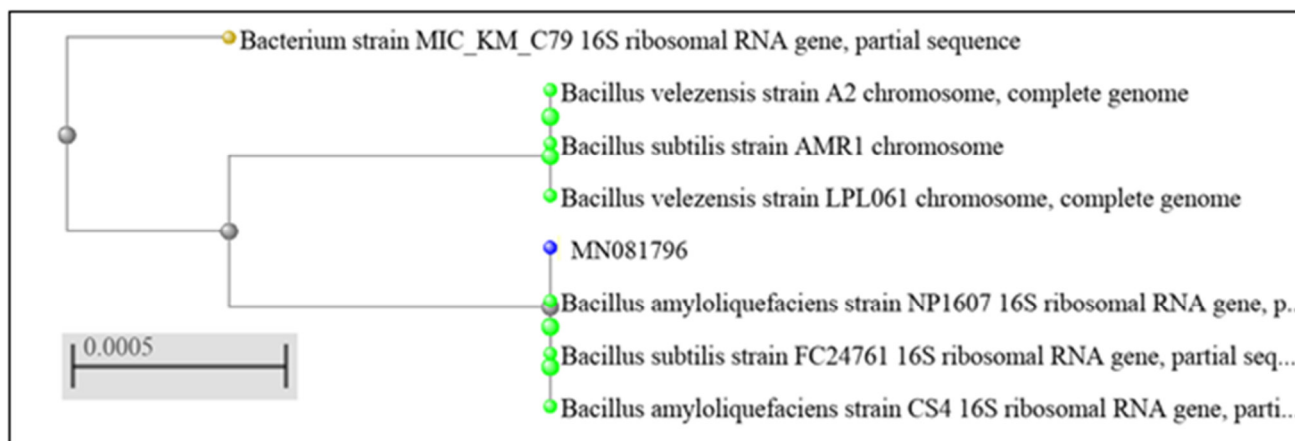 Bacterium strain MIC_KM_C79 16S ribosomal RNA gene, partial sequence
Bacillus velezensis strain A2 chromosome, complete genome
Bacillus subtilis strain AMR1 chromosome
Bacillus velezensis strain LPL061 chromosome, complete genome
MN081796
Bacillus amyloliquefaciens strain NP1607 16S ribosomal RNA gene, p...
Bacillus subtilis strain FC24761 16S ribosomal RNA gene, partial seq...
Bacillus amyloliquefaciens strain CS4 16S ribosomal RNA gene, parti...
0.0005